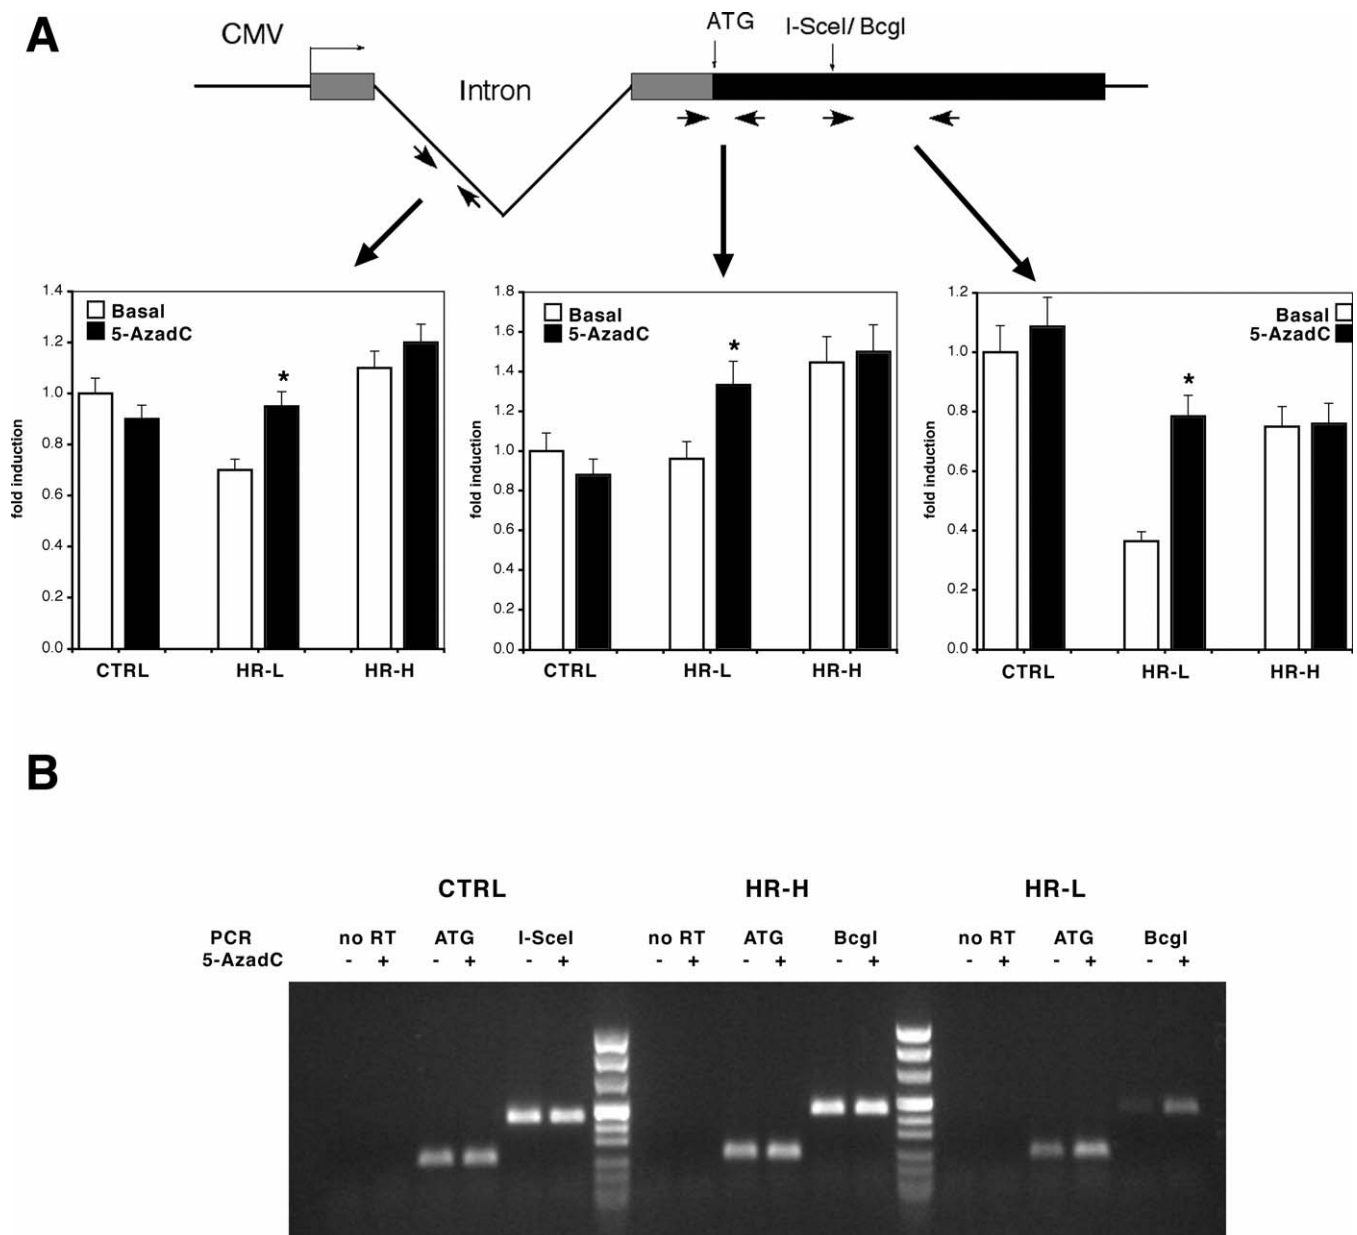 A
CMV
ATG
I-SceI/ BcgI
Intron
1.4
1.2
1.0
0.8
0.6
0.4
0.2
0.0
fold induction
Basal
5-AzadC
*
CTRL HR-L HR-H
1.8
1.6
1.4
1.2
1.0
0.8
0.6
0.4
0.2
0.0
fold induction
Basal
5-AzadC
*
CTRL HR-L HR-H
1.2
1.0
0.8
0.6
0.4
0.2
0.0
fold induction
Basal
5-AzadC
*
CTRL HR-L HR-H
B
CTRL HR-H HR-L
PCR no RT ATG I-SceI no RT ATG BcgI no RT ATG BcgI
5-AzadC - + - + - + - + - + - + - + - + - +